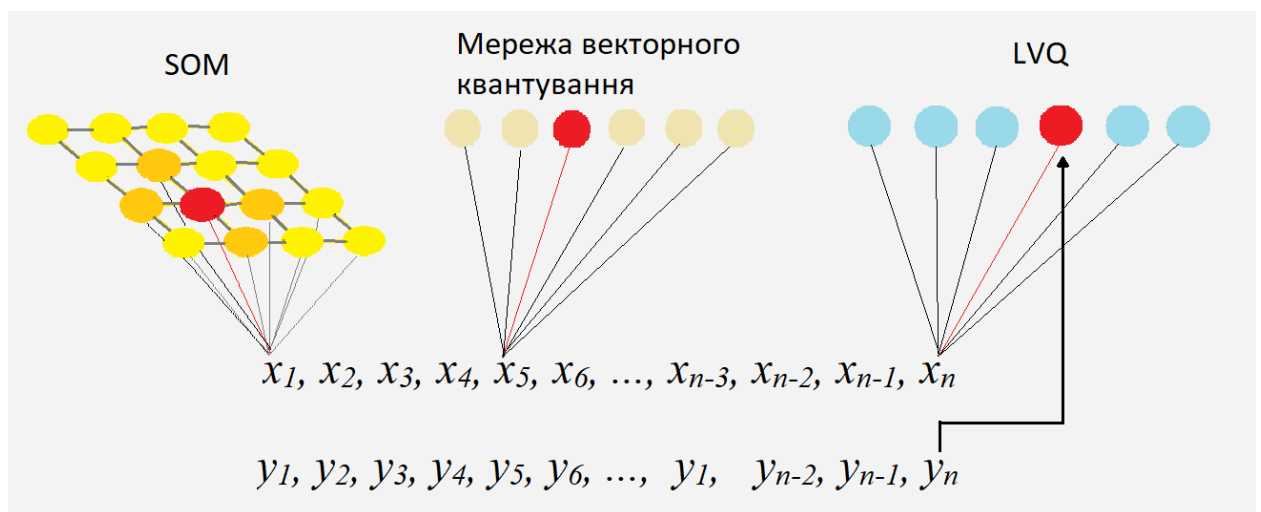 SOM
Мережа векторного
квантування
LVQ
x1, x2, x3, x4, x5, x6, ..., xn-3, xn-2, xn-1, xn
y1, y2, y3, y4, y5, y6, ..., y1, yn-2, yn-1, yn